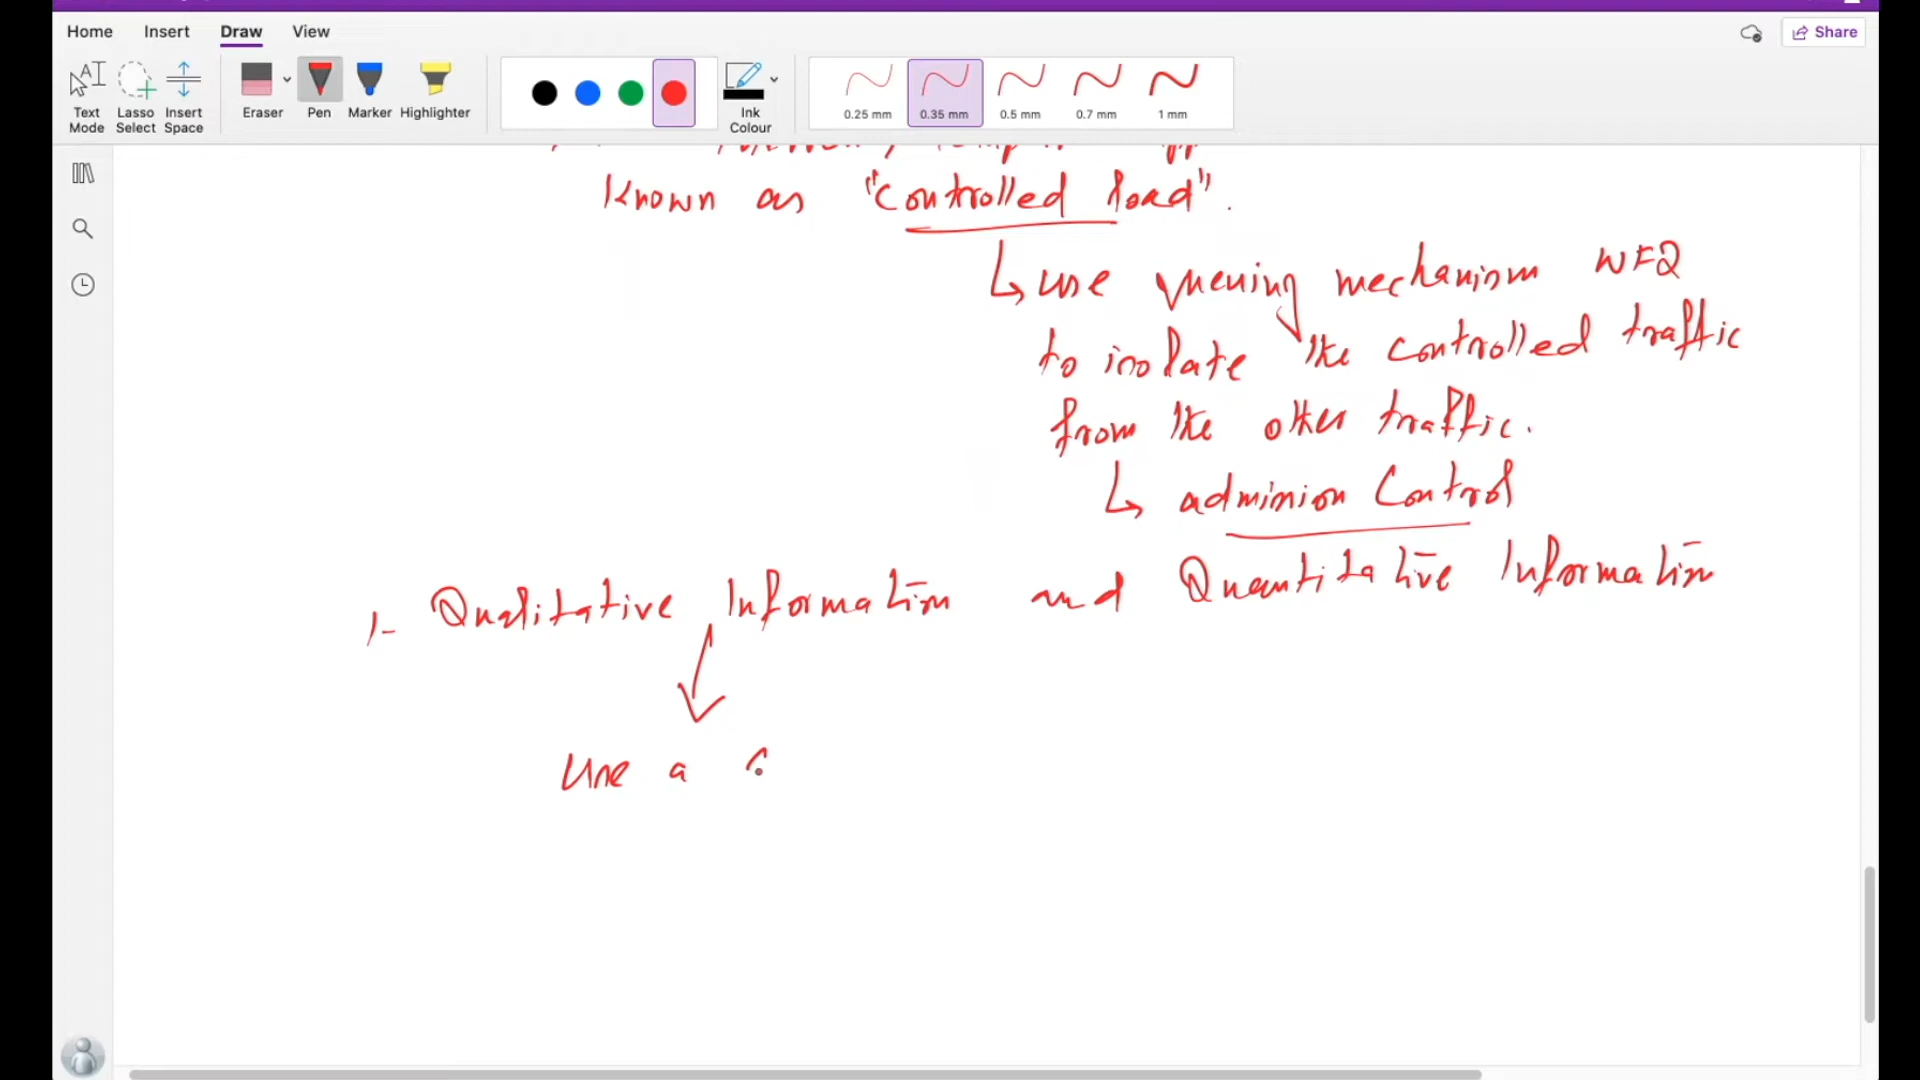 Home Insert Draw View
Share
Text Mode
Lasso Select
Insert Space
Eraser
Pen
Marker
Highlighter
Ink Colour
0.25 mm
0.35 mm
0.5 mm
0.7 mm
1 mm
known as "controlled load".
use queuing mechanism WFQ
to isolate the controlled traffic
from the other traffic.
admission Control
1- Qualitative Information and Quantitative Information
Use a